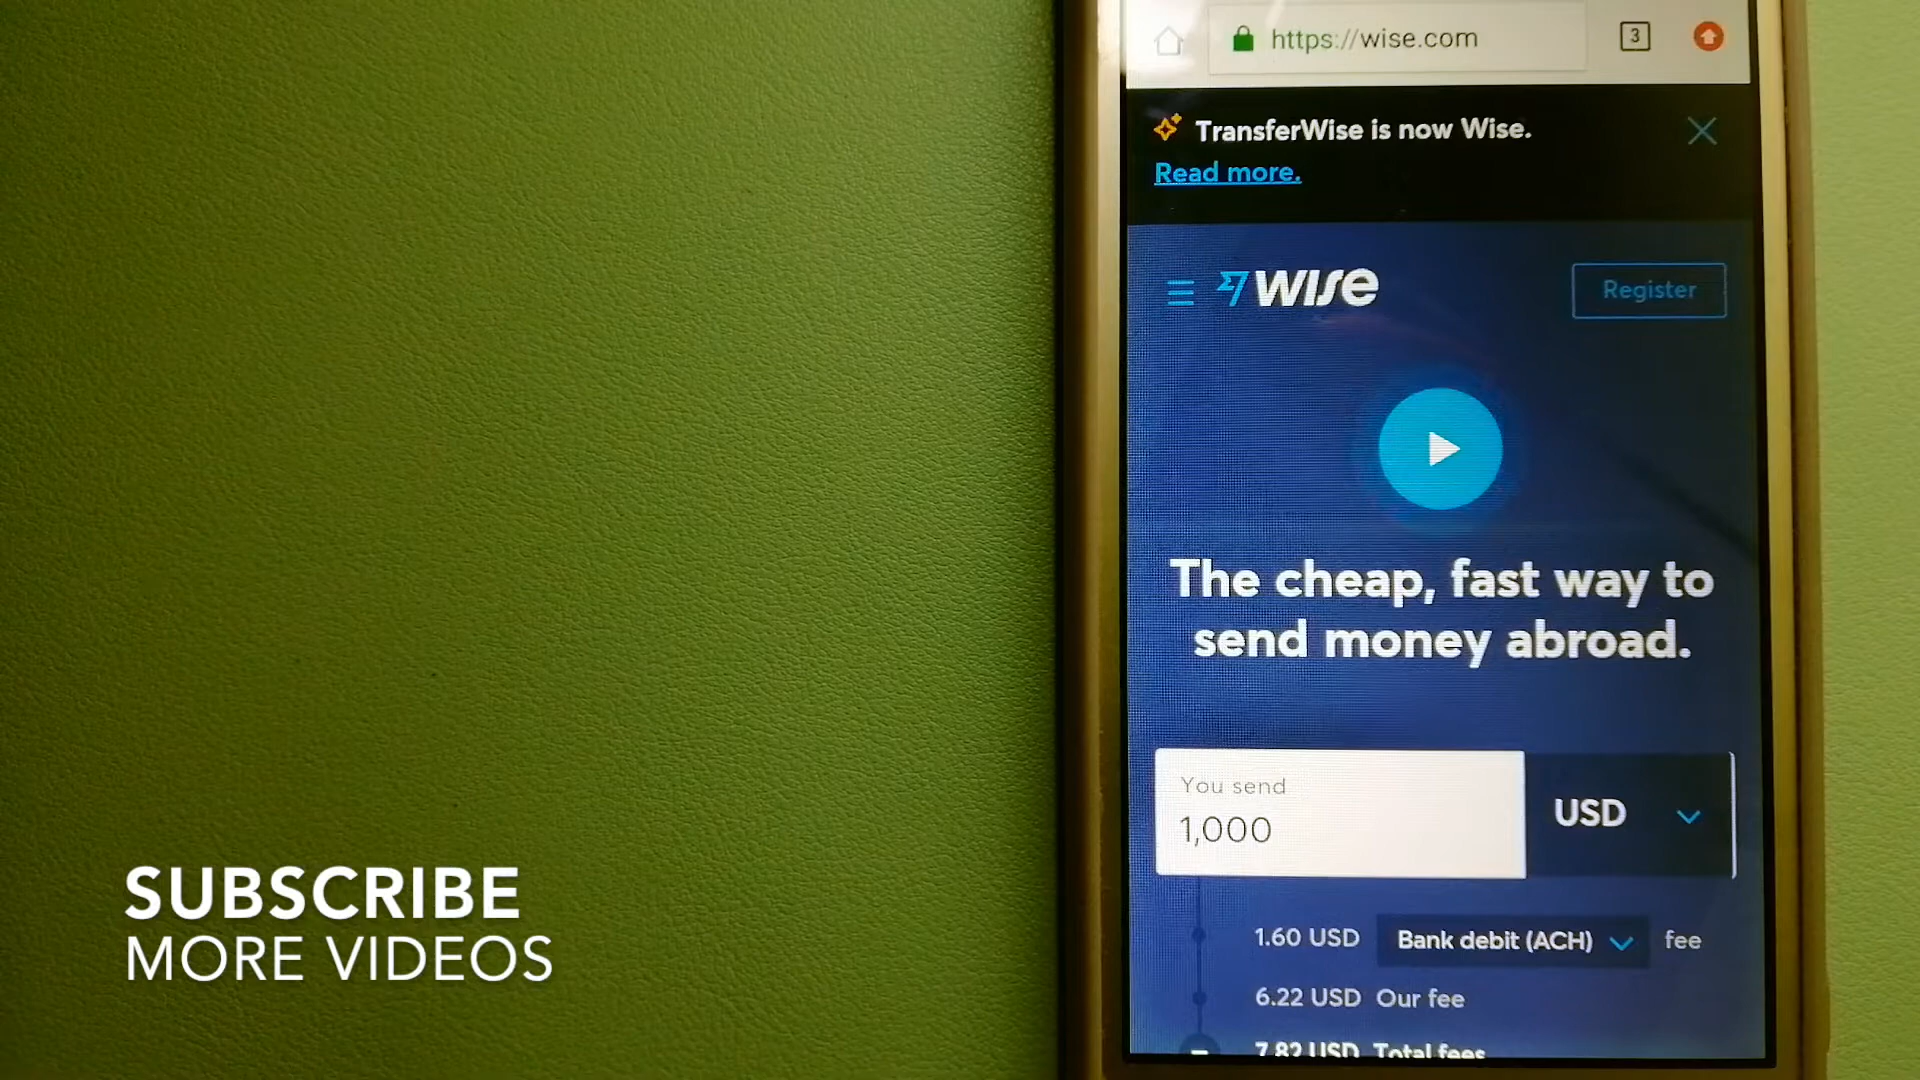 https://wise.com
3
TransferWise is now Wise.
Read more.
wise
Register
The cheap, fast way to
send money abroad.
You send
1,000
USD
1.60 USD Bank debit (ACH) fee
6.22 USD Our fee
7.82 USD Total fees
SUBSCRIBE
MORE VIDEOS